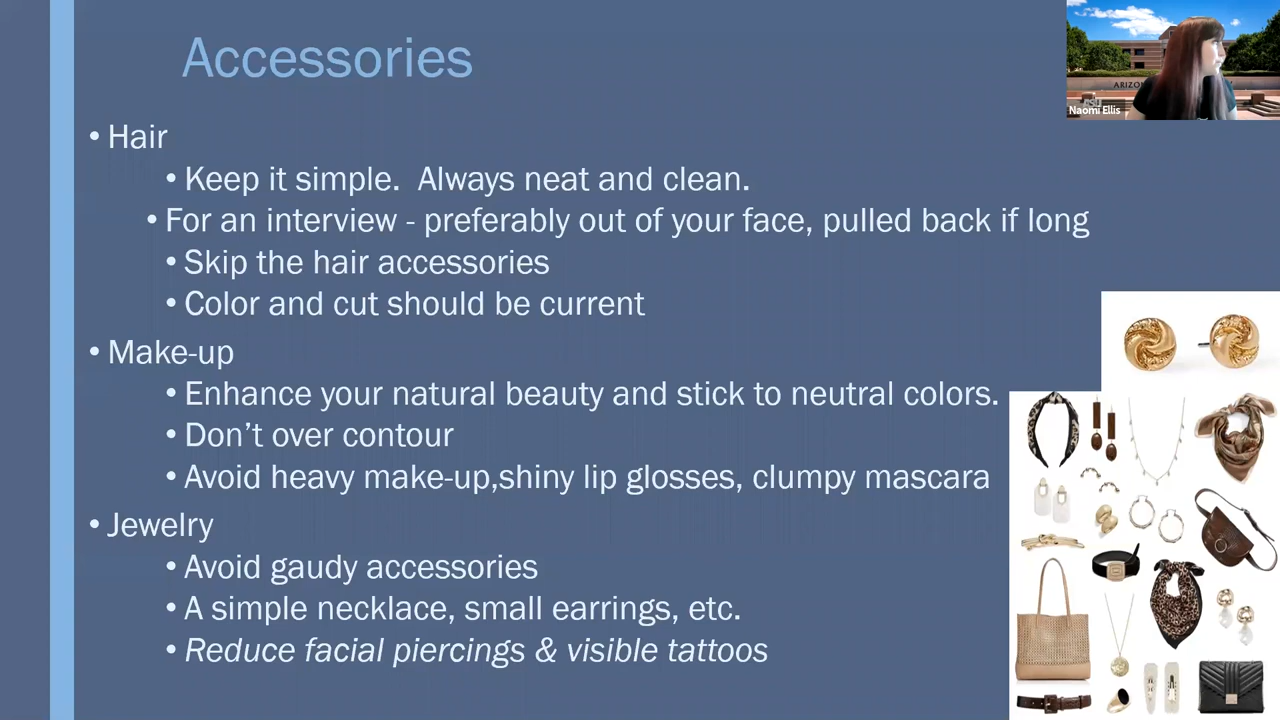 Accessories
ARIZO
ASU
Naomi Ellis
• Hair
• Keep it simple.  Always neat and clean.
• For an interview - preferably out of your face, pulled back if long
• Skip the hair accessories
• Color and cut should be current
• Make-up
• Enhance your natural beauty and stick to neutral colors.
• Don’t over contour
• Avoid heavy make-up,shiny lip glosses, clumpy mascara
• Jewelry
• Avoid gaudy accessories
• A simple necklace, small earrings, etc.
• Reduce facial piercings & visible tattoos